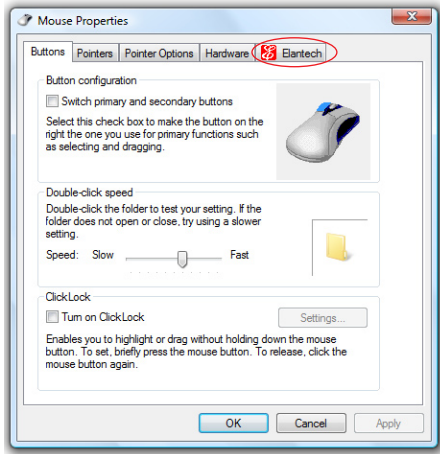 Mouse Properties
Buttons Pointers Pointer Options Hardware Elantech
Button configuration
Switch primary and secondary buttons
Select this check box to make the button on the
right the one you use for primary functions such
as selecting and dragging.
Double-click speed
Double-click the folder to test your setting. If the
folder does not open or close, try using a slower
setting.
Speed: Slow Fast
ClickLock
Turn on ClickLock
Settings...
Enables you to highlight or drag without holding down the mouse
button. To set, briefly press the mouse button. To release, click the
mouse button again.
OK Cancel Apply